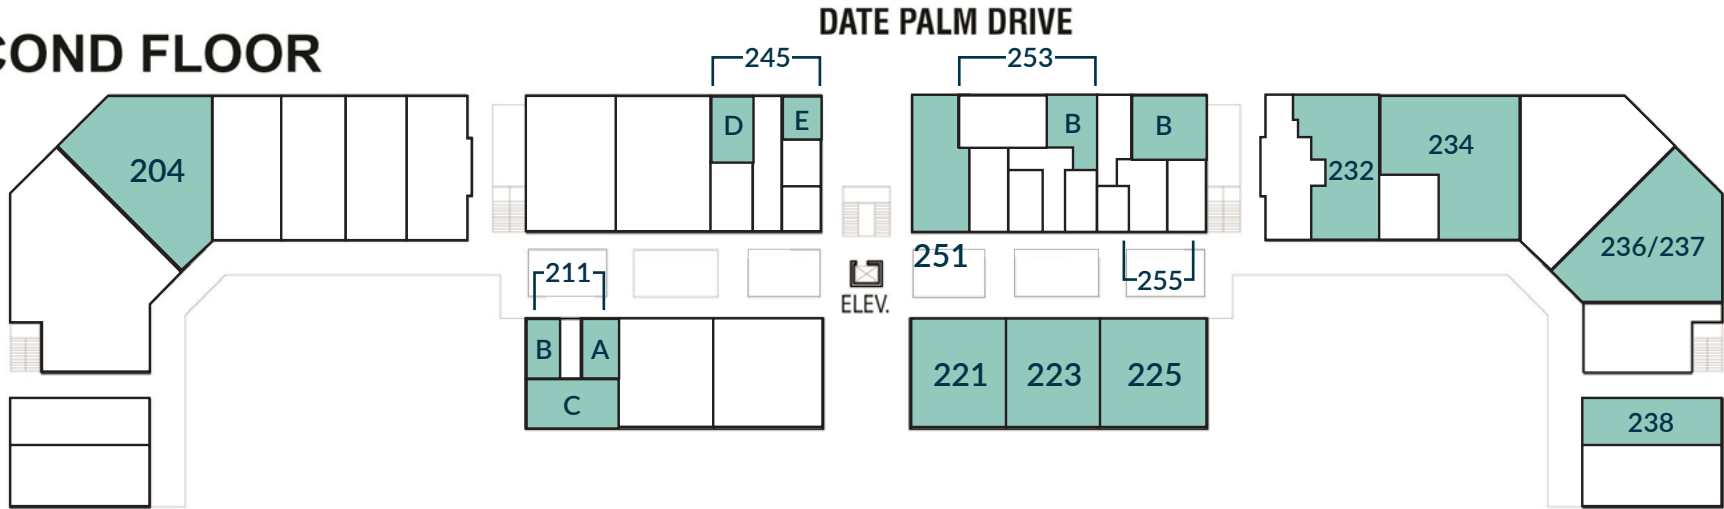 DATE PALM DRIVE
COND FLOOR
245
253
D
E
B
B
204
232
234
236/237
251
211
255
ELEV.
B
A
C
221
223
225
238